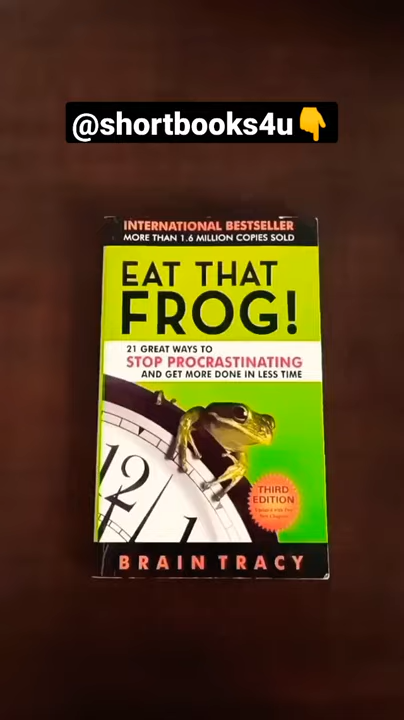 @shortbooks4u👇
INTERNATIONAL BESTSELLER
MORE THAN 1.6 MILLION COPIES SOLD
EAT THAT
FROG!
21 GREAT WAYS TO
STOP PROCRASTINATING
AND GET MORE DONE IN LESS TIME
12
1
THIRD
EDITION
BRAIN TRACY